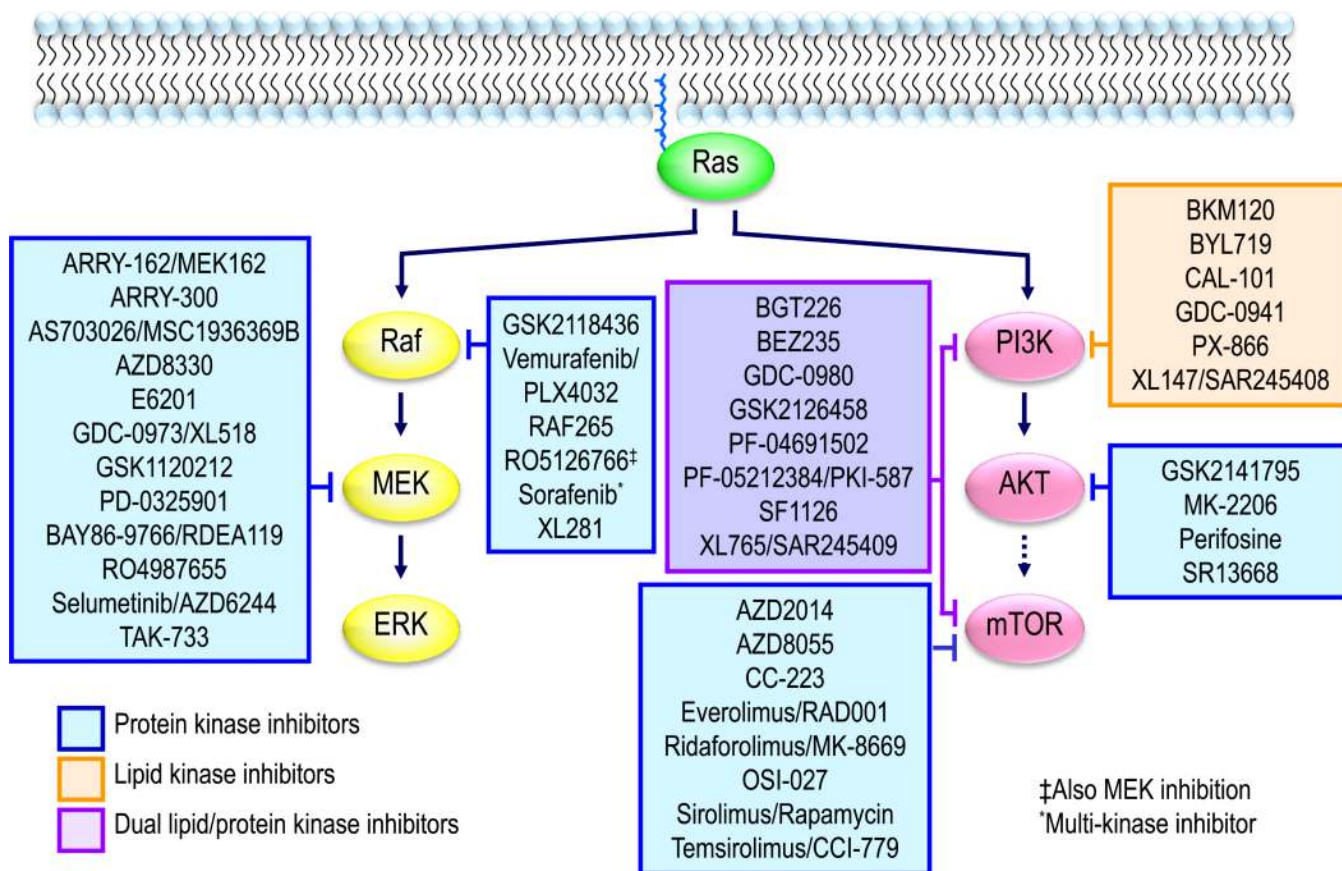 Ras
ARRY-162/MEK162
ARRY-300
AS703026/MSC1936369B
AZD8330
E6201
GDC-0973/XL518
GSK1120212
PD-0325901
BAY86-9766/RDEA119
RO4987655
Selumetinib/AZD6244
TAK-733
Raf
MEK
ERK
GSK2118436
Vemurafenib/
PLX4032
RAF265
RO5126766‡
Sorafenib*
XL281
BGT226
BEZ235
GDC-0980
GSK2126458
PF-04691502
PF-05212384/PKI-587
SF1126
XL765/SAR245409
AZD2014
AZD8055
CC-223
Everolimus/RAD001
Ridaforolimus/MK-8669
OSI-027
Sirolimus/Rapamycin
Temsirolimus/CCI-779
PI3K
AKT
mTOR
BKM120
BYL719
CAL-101
GDC-0941
PX-866
XL147/SAR245408
GSK2141795
MK-2206
Perifosine
SR13668
Protein kinase inhibitors
Lipid kinase inhibitors
Dual lipid/protein kinase inhibitors
‡Also MEK inhibition
*Multi-kinase inhibitor